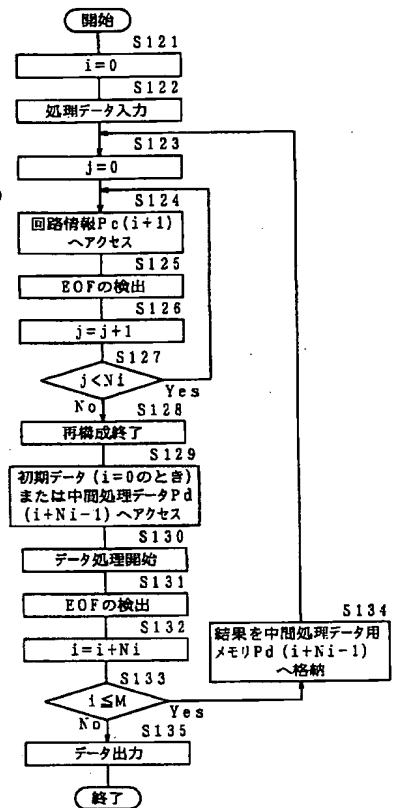 開始
S121
i=0
S122
処理データ入力
S123
j=0
S124
回路情報Pc(i+1)
へアクセス
S125
EOFの検出
S126
j=j+1
S127
j<Ni
Yes
No
S128
再構成終了
S129
初期データ(i=0のとき)
または中間処理データPd
(i+Ni-1)へアクセス
S130
データ処理開始
S131
EOFの検出
S132
i=i+Ni
S133
i≦M
Yes
No
S134
結果を中間処理データ用
メモリPd(i+Ni-1)
へ格納
S135
データ出力
終了